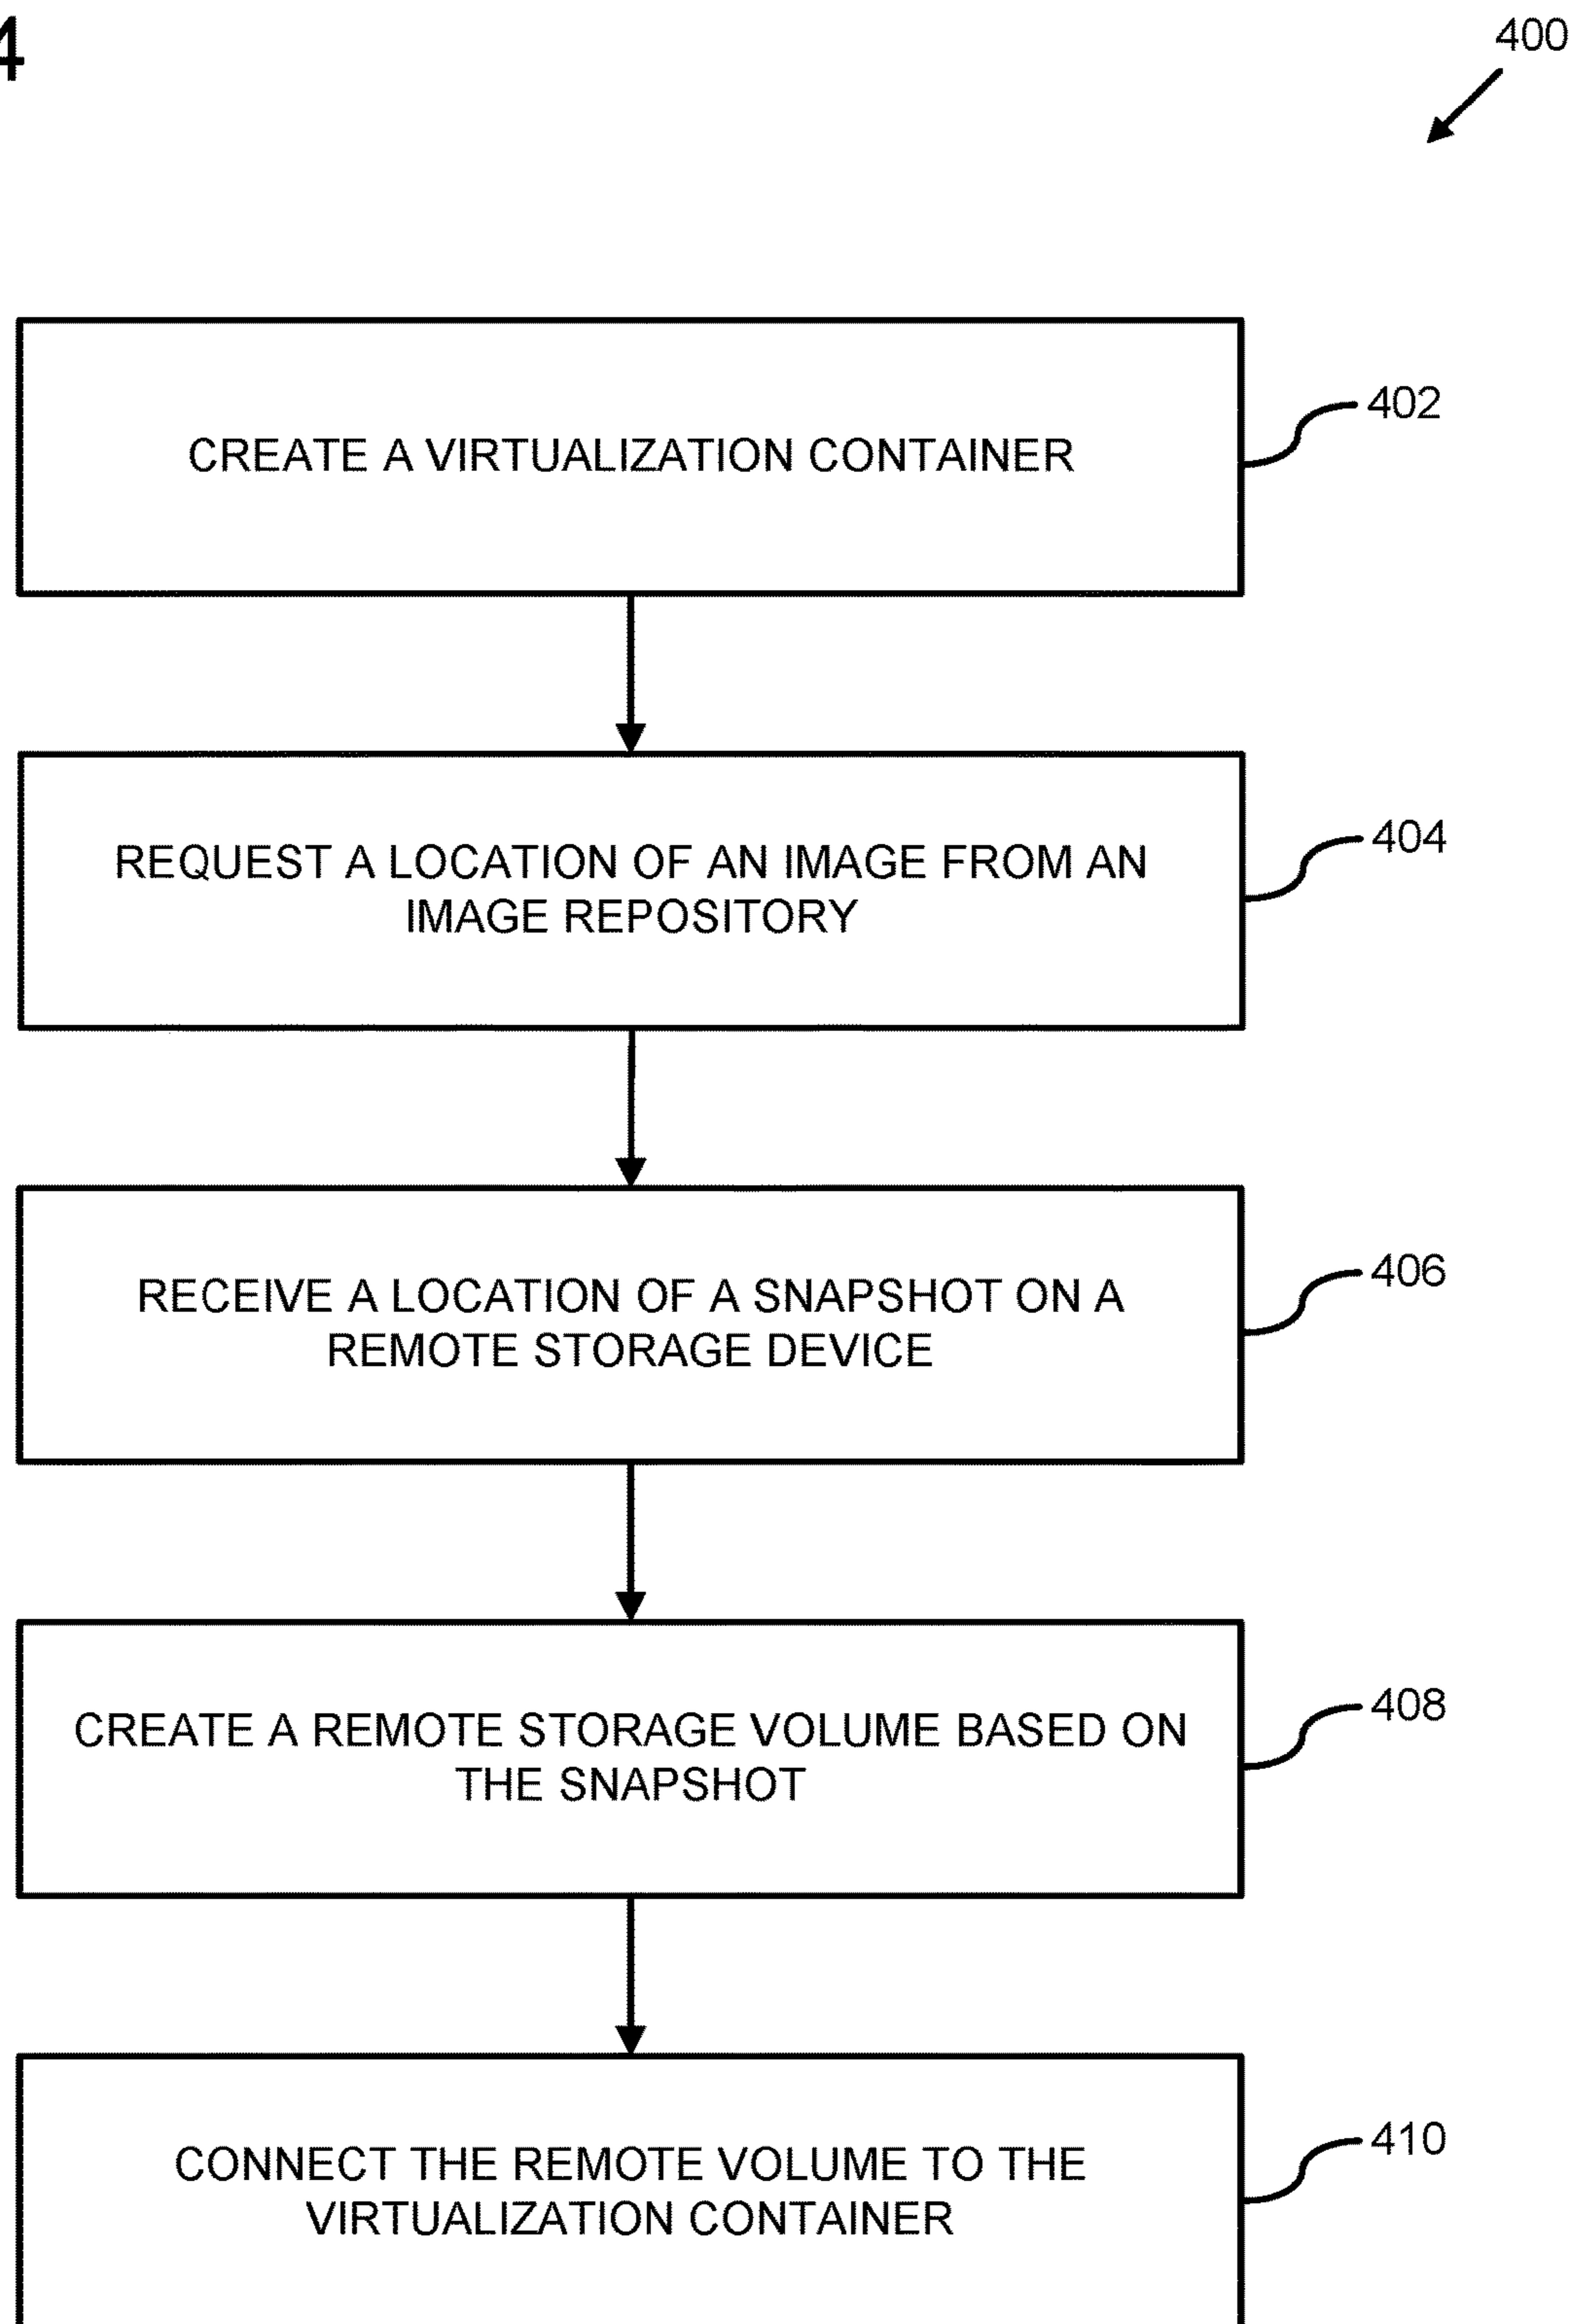 4
400
CREATE A VIRTUALIZATION CONTAINER
402
REQUEST A LOCATION OF AN IMAGE FROM AN
IMAGE REPOSITORY
404
RECEIVE A LOCATION OF A SNAPSHOT ON A
REMOTE STORAGE DEVICE
406
CREATE A REMOTE STORAGE VOLUME BASED ON
THE SNAPSHOT
408
CONNECT THE REMOTE VOLUME TO THE
VIRTUALIZATION CONTAINER
410